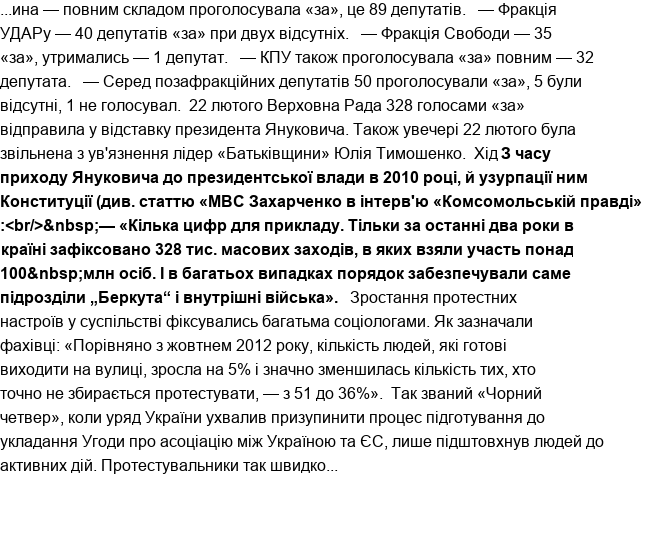 ...ина — повним складом проголосувала «за», це 89 депутатів.   — Фракція
УДАРу — 40 депутатів «за» при двух відсутніх.   — Фракція Свободи — 35
«за», утримались — 1 депутат.   — КПУ також проголосувала «за» повним — 32
депутата.   — Серед позафракційних депутатів 50 проголосували «за», 5 були
відсутні, 1 не голосував.  22 лютого Верховна Рада 328 голосами «за»
відправила у відставку президента Януковича. Також увечері 22 лютого була
звільнена з ув'язнення лідер «Батьківщини» Юлія Тимошенко.  Хід З часу
приходу Януковича до президентської влади в 2010 році, й узурпації ним
Конституції (див. статтю «МВС Захарченко в інтерв'ю «Комсомольській правді»
:<br/>&nbsp;— «Кілька цифр для прикладу. Тільки за останні два роки в
країні зафіксовано 328 тис. масових заходів, в яких взяли участь понад
100&nbsp;млн осіб. І в багатьох випадках порядок забезпечували саме
підрозділи „Беркута“ і внутрішні війська».   Зростання протестних
настроїв у суспільстві фіксувались багатьма соціологами. Як зазначали
фахівці: «Порівняно з жовтнем 2012 року, кількість людей, які готові
виходити на вулиці, зросла на 5% і значно зменшилась кількість тих, хто
точно не збирається протестувати, — з 51 до 36%».  Так званий «Чорний
четвер», коли уряд України ухвалив призупинити процес підготування до
укладання Угоди про асоціацію між Україною та ЄС, лише підштовхнув людей до
активних дій. Протестувальники так швидко...